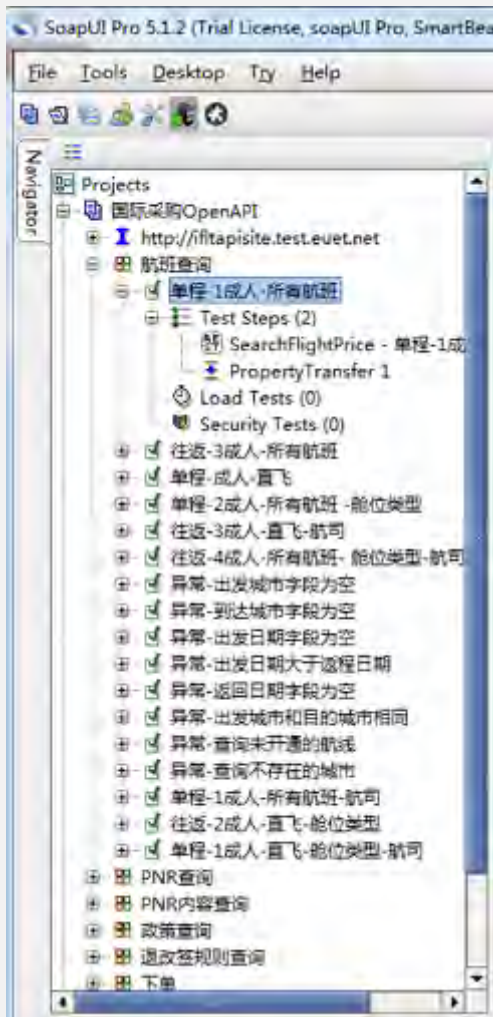 SoapUI Pro 5.1.2 (Trial License, soapUI Pro, SmartBea
File Tools Desktop Try Help
Navigator
Projects
国际采购OpenAPI
http://ifltapisite.test.euet.net
航班查询
单程-1成人-所有航班
Test Steps (2)
SearchFlightPrice - 单程-1成
PropertyTransfer 1
Load Tests (0)
Security Tests (0)
往返-3成人-所有航班
单程-成人-直飞
单程-2成人-所有航班 -舱位类型
往返-3成人-直飞-航司
往返-4成人-所有航班- 舱位类型-航司
异常-出发城市字段为空
异常-到达城市字段为空
异常-出发日期字段为空
异常-出发日期大于返程日期
异常-返回日期字段为空
异常-出发城市和目的城市相同
异常-查询未开通的航线
异常-查询不存在的城市
单程-1成人-所有航班-航司
往返-2成人-直飞-舱位类型
单程-1成人-直飞-舱位类型-航司
PNR查询
PNR内容查询
政策查询
退改签规则查询
下单